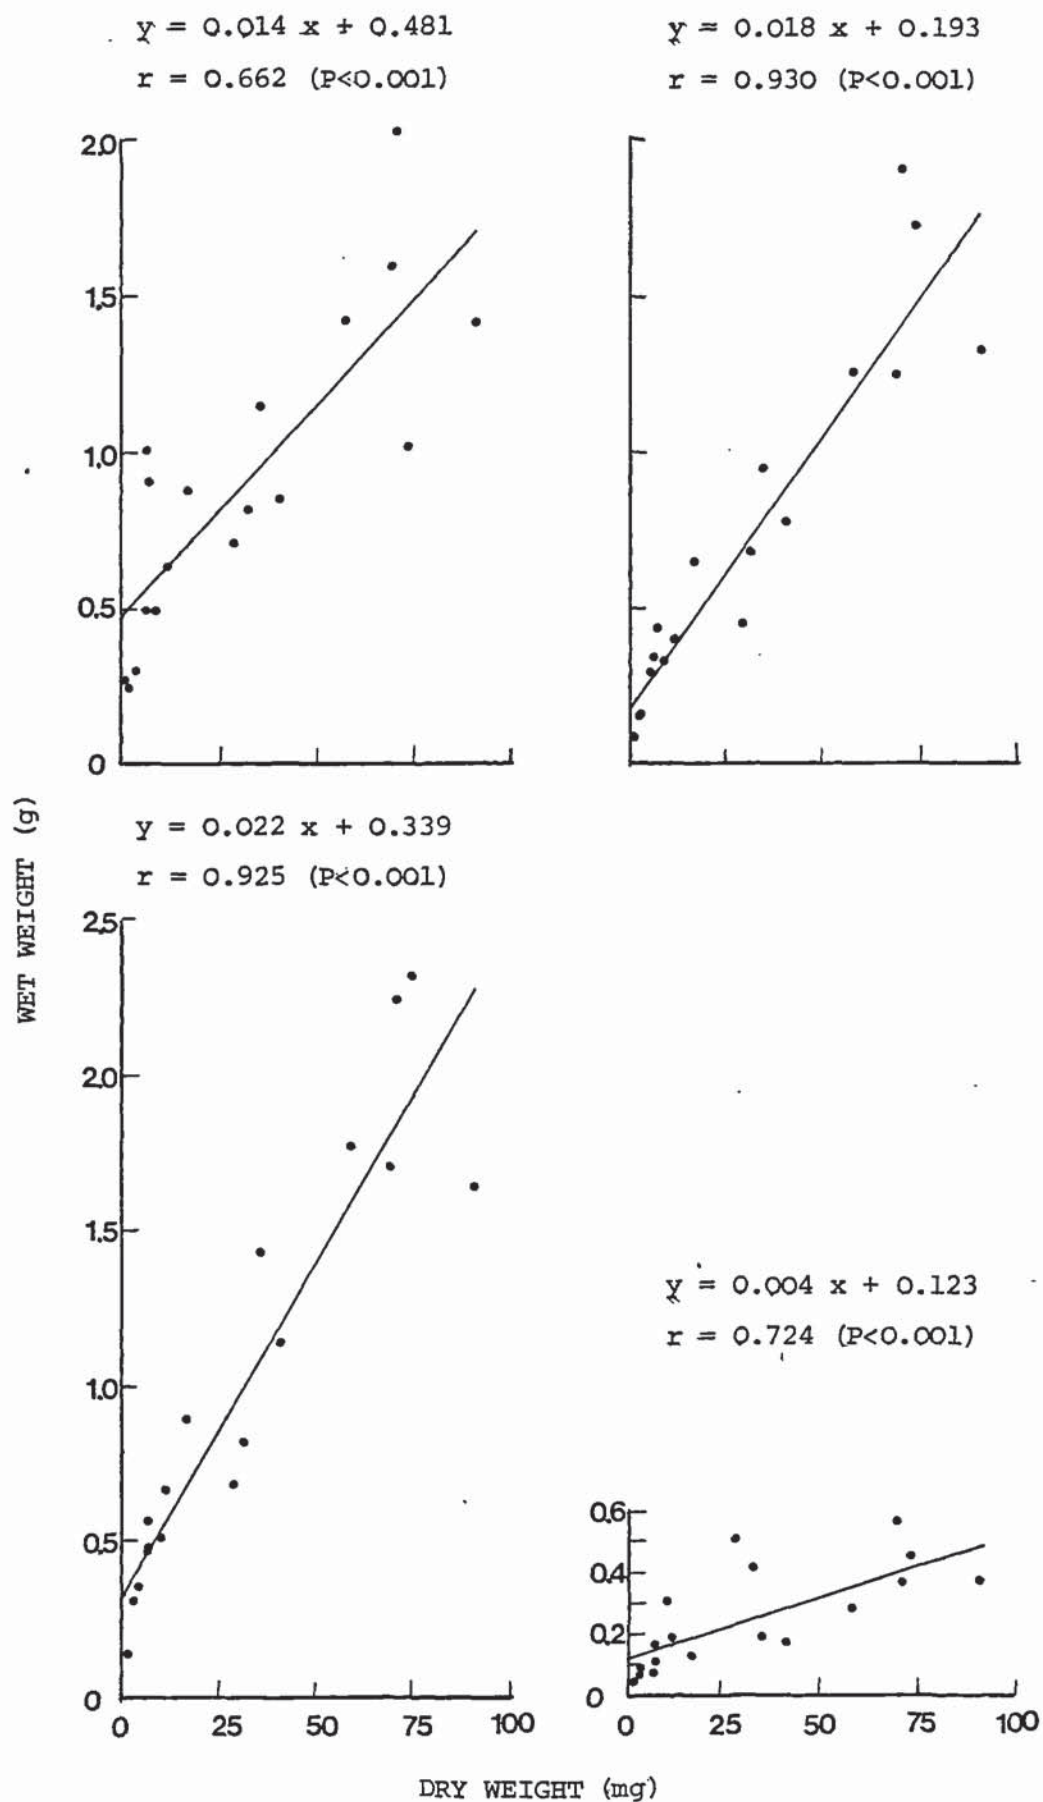 y = 0.014 x + 0.481
r = 0.662 (P<0.001)
y = 0.018 x + 0.193
r = 0.930 (P<0.001)
2.0
1.5
1.0
0.5
0
y = 0.022 x + 0.339
r = 0.925 (P<0.001)
WET WEIGHT (g)
2.5
2.0
1.5
1.0
0.5
0
0 25 50 75 100
y = 0.004 x + 0.123
r = 0.724 (P<0.001)
0.6
0.4
0.2
0
0 25 50 75 100
DRY WEIGHT (mg)